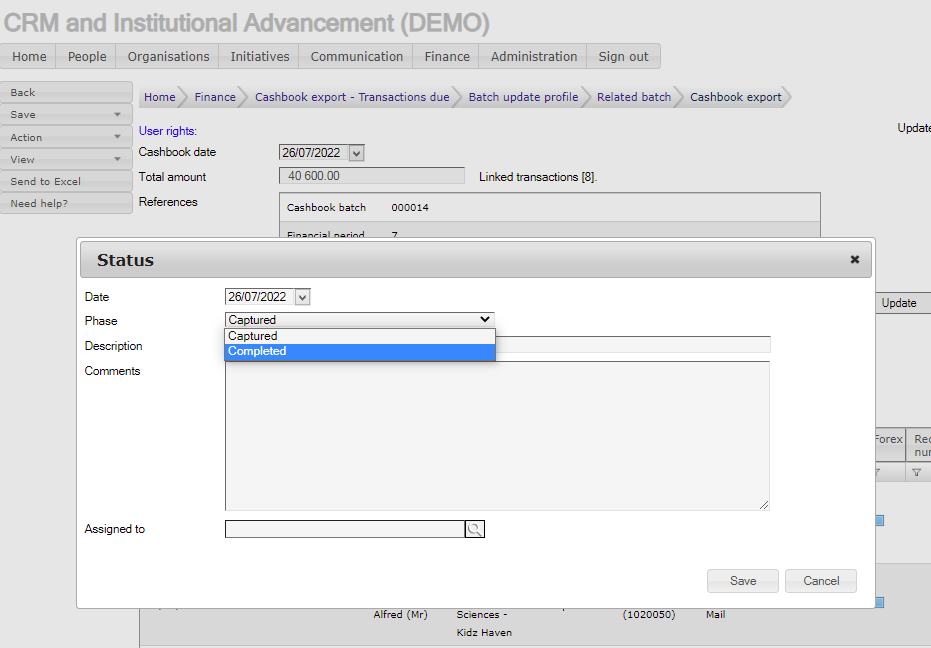 CRM and Institutional Advancement (DEMO)
Home People Organisations Initiatives Communication Finance Administration Sign out
Back
Save
Action
View
Send to Excel
Need help?
Home Finance Cashbook export - Transactions due Batch update profile Related batch Cashbook export
User rights:
Update
Cashbook date 26/07/2022
Total amount 40 600.00 Linked transactions [8].
References
Cashbook batch 000014
Financial period 7
Status
Date 26/07/2022
Update
Phase Captured
Captured
Completed
Description
Comments
Forex
Assigned to
Save Cancel
Alfred (Mr) Sciences - (1020050) Mail
Kidz Haven